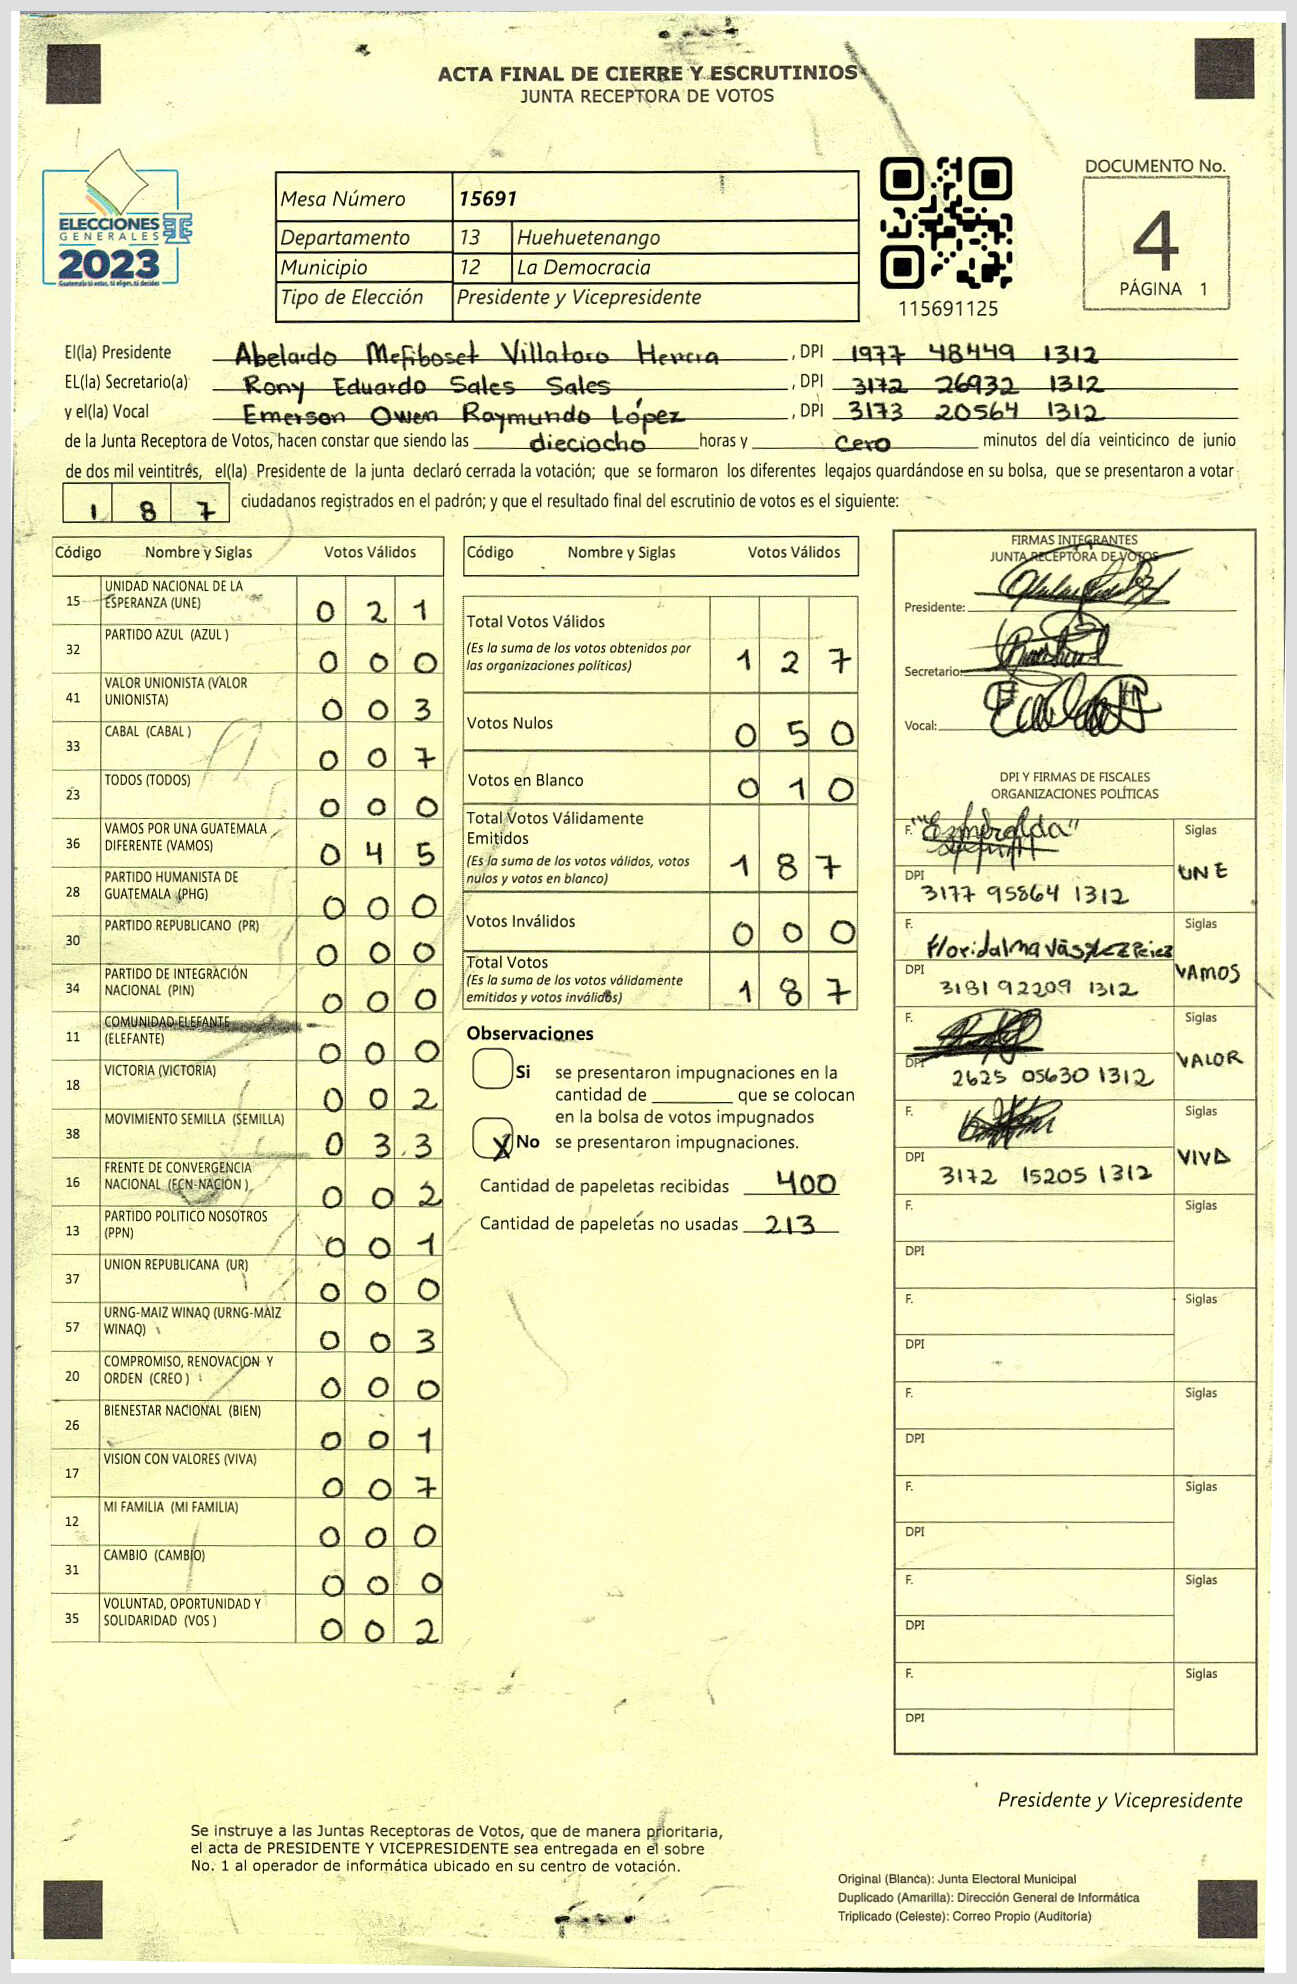 ACTA FINAL DE CIERRE Y ESCRUTINIOS
JUNTA RECEPTORA DE VOTOS
ELECCIONES
GENERALES
2023
Guatemala tú votas, tú eliges, tú decides
Mesa Número 15691
Departamento 13 Huehuetenango
Municipio 12 La Democracia
Tipo de Elección Presidente y Vicepresidente
115691125
DOCUMENTO No.
4
PÁGINA 1
El(la) Presidente Abelardo Mefiboset Villatoro Herrera, DPI 1977 48449 1312
EL(la) Secretario(a) Rony Eduardo Sales Sales, DPI 3172 26932 1312
y el(la) Vocal Emerson Owen Raymundo López, DPI 3173 20564 1312
de la Junta Receptora de Votos, hacen constar que siendo las dieciocho horas y cero minutos del día veinticinco de junio
de dos mil veintitrés, el(la) Presidente de la junta declaró cerrada la votación; que se formaron los diferentes legajos quardándose en su bolsa, que se presentaron a votar
187 ciudadanos registrados en el padrón; y que el resultado final del escrutinio de votos es el siguiente:
Código Nombre y Siglas Votos Válidos
15 UNIDAD NACIONAL DE LA ESPERANZA (UNE) 0 2 1
32 PARTIDO AZUL (AZUL ) 0 0 0
41 VALOR UNIONISTA (VALOR UNIONISTA) 0 0 3
33 CABAL (CABAL ) 0 0 7
23 TODOS (TODOS) 0 0 0
36 VAMOS POR UNA GUATEMALA DIFERENTE (VAMOS) 0 4 5
28 PARTIDO HUMANISTA DE GUATEMALA (PHG) 0 0 0
30 PARTIDO REPUBLICANO (PR) 0 0 0
34 PARTIDO DE INTEGRACIÓN NACIONAL (PIN) 0 0 0
11 COMUNIDAD ELEFANTE (ELEFANTE) 0 0 0
18 VICTORIA (VICTORIA) 0 0 2
38 MOVIMIENTO SEMILLA (SEMILLA) 0 3 3
16 FRENTE DE CONVERGENCIA NACIONAL (FCN-NACION ) 0 0 2
13 PARTIDO POLITICO NOSOTROS (PPN) 0 0 1
37 UNION REPUBLICANA (UR) 0 0 0
57 URNG-MAIZ WINAQ (URNG-MAIZ WINAQ) 0 0 3
20 COMPROMISO, RENOVACION Y ORDEN (CREO ) 0 0 0
26 BIENESTAR NACIONAL (BIEN) 0 0 1
17 VISION CON VALORES (VIVA) 0 0 7
12 MI FAMILIA (MI FAMILIA) 0 0 0
31 CAMBIO (CAMBIO) 0 0 0
35 VOLUNTAD, OPORTUNIDAD Y SOLIDARIDAD (VOS ) 0 0 2
Código Nombre y Siglas Votos Válidos
Total Votos Válidos 1 2 7
(Es la suma de los votos obtenidos por
las organizaciones políticas)
Votos Nulos 0 5 0
Votos en Blanco 0 1 0
Total Votos Válidamente
Emitidos 1 8 7
(Es la suma de los votos válidos, votos
nulos y votos en blanco)
Votos Inválidos 0 0 0
Total Votos 1 8 7
(Es la suma de los votos válidamente
emitidos y votos inválidos)
Observaciones
Si se presentaron impugnaciones en la
cantidad de ________ que se colocan
en la bolsa de votos impugnados
X No se presentaron impugnaciones.
Cantidad de papeletas recibidas 400
Cantidad de papeletas no usadas 213
FIRMAS INTEGRANTES
JUNTA RECEPTORA DE VOTOS
Presidente:
Secretario:
Vocal:
DPI Y FIRMAS DE FISCALES
ORGANIZACIONES POLÍTICAS
F. "Esmeralda" Siglas
DPI 3177 95864 1312 UNE
F. Floridalma Vásquez Pérez Siglas
DPI 3181 92209 1312 VAMOS
F. Siglas
DPI 2625 05630 1312 VALOR
F. Siglas
DPI 3172 15205 1312 VIVA
F. Siglas
DPI
F. Siglas
DPI
F. Siglas
DPI
F. Siglas
DPI
F. Siglas
DPI
F. Siglas
DPI
Presidente y Vicepresidente
Se instruye a las Juntas Receptoras de Votos, que de manera prioritaria,
el acta de PRESIDENTE Y VICEPRESIDENTE sea entregada en el sobre
No. 1 al operador de informática ubicado en su centro de votación.
Original (Blanca): Junta Electoral Municipal
Duplicado (Amarilla): Dirección General de Informática
Triplicado (Celeste): Correo Propio (Auditoría)